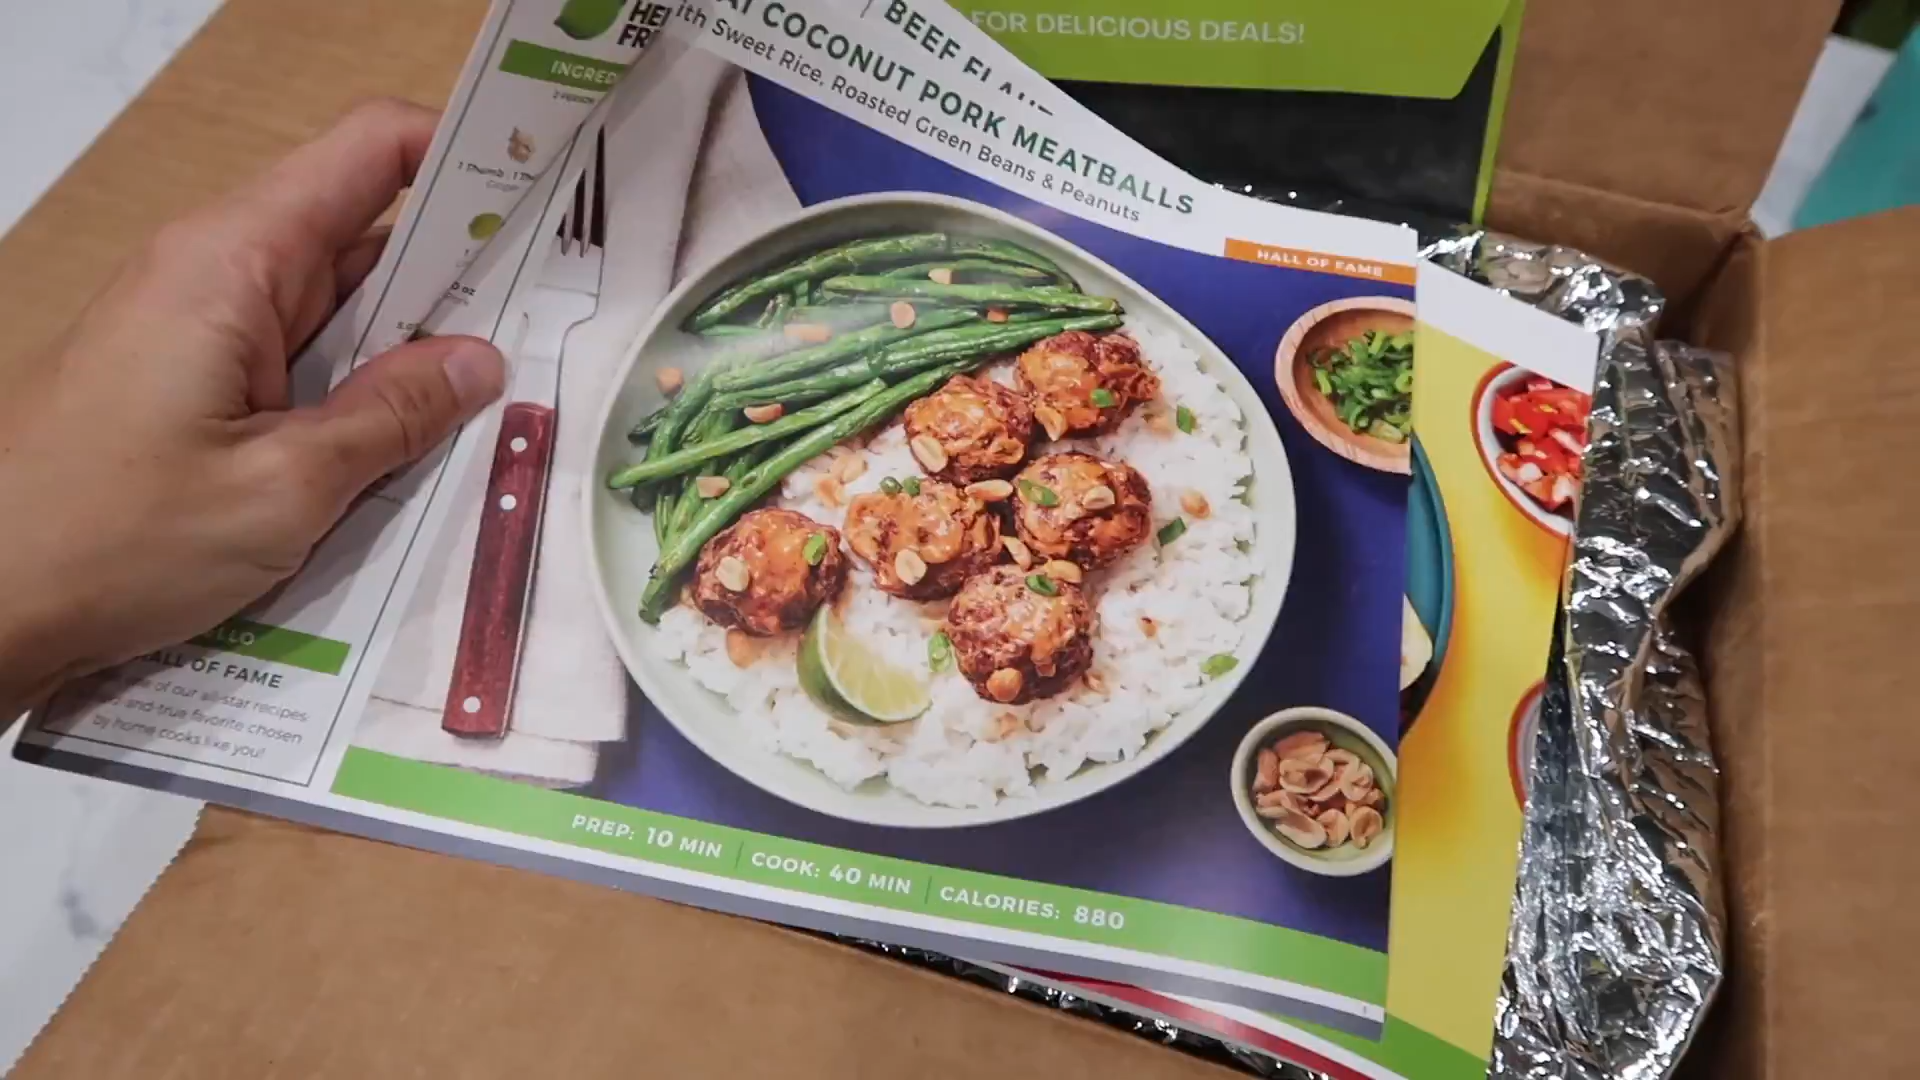 FOR DELICIOUS DEALS!
BEEF
COCONUT PORK MEATBALLS
with Sweet Rice, Roasted Green Beans & Peanuts
HALL OF FAME
INGRED
2 PERSON
1 Thumb
HALL OF FAME
of our all-star recipes
and-true favorite chosen
by home cooks like you!
PREP: 10 MIN | COOK: 40 MIN | CALORIES: 880